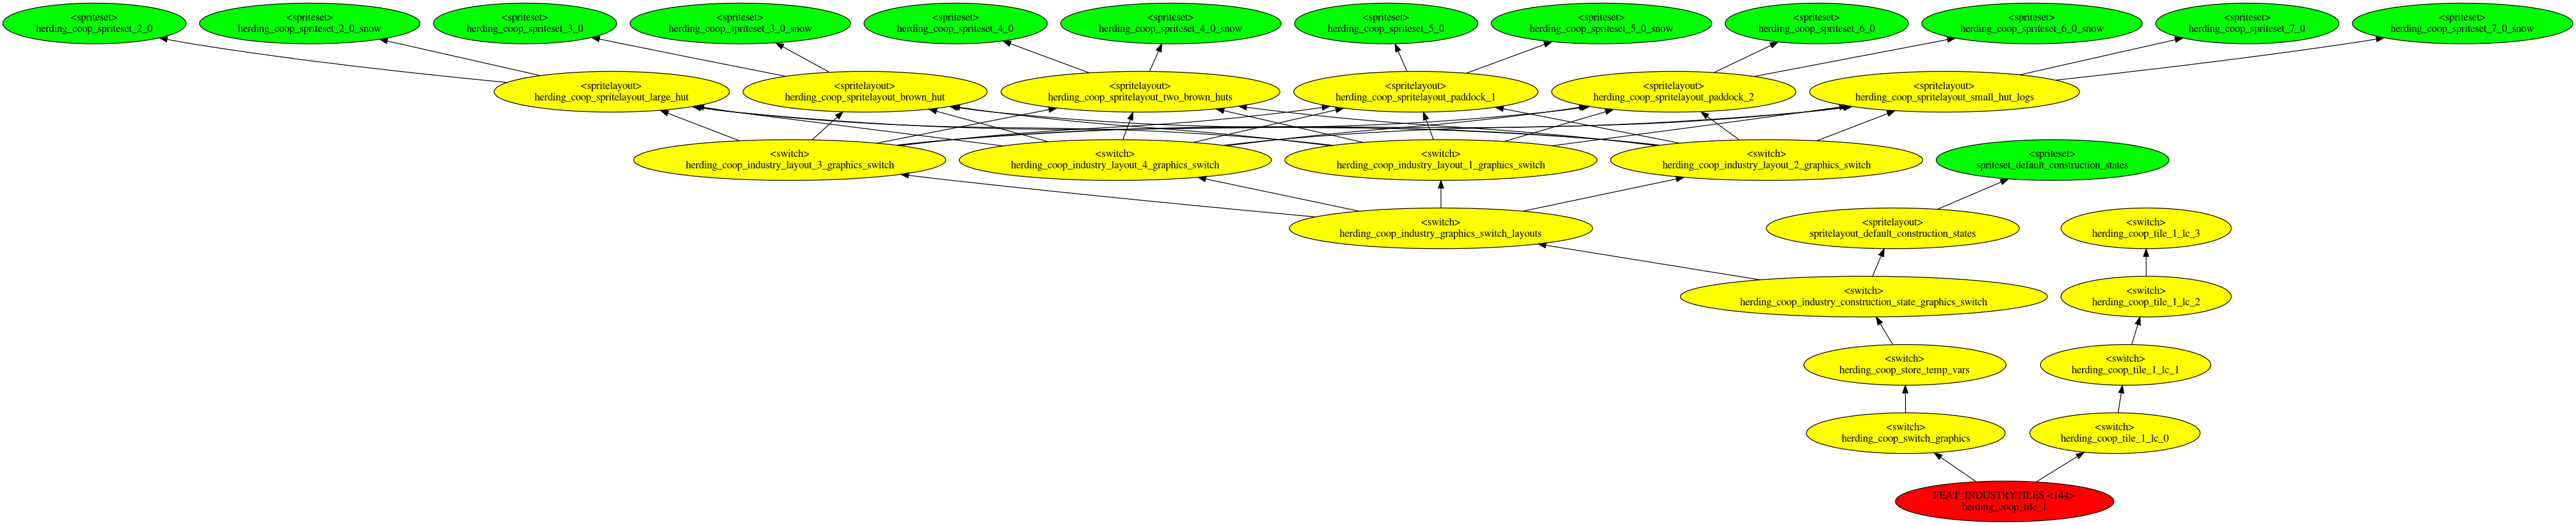 <spriteset>
herding_coop_spriteset_2_0
<spriteset>
herding_coop_spriteset_2_0_snow
<spriteset>
herding_coop_spriteset_3_0
<spriteset>
herding_coop_spriteset_3_0_snow
<spriteset>
herding_coop_spriteset_4_0
<spriteset>
herding_coop_spriteset_4_0_snow
<spriteset>
herding_coop_spriteset_5_0
<spriteset>
herding_coop_spriteset_5_0_snow
<spriteset>
herding_coop_spriteset_6_0
<spriteset>
herding_coop_spriteset_6_0_snow
<spriteset>
herding_coop_spriteset_7_0
<spriteset>
herding_coop_spriteset_7_0_snow
<spritelayout>
herding_coop_spritelayout_large_hut
<spritelayout>
herding_coop_spritelayout_brown_hut
<spritelayout>
herding_coop_spritelayout_two_brown_huts
<spritelayout>
herding_coop_spritelayout_paddock_1
<spritelayout>
herding_coop_spritelayout_paddock_2
<spritelayout>
herding_coop_spritelayout_small_hut_logs
<switch>
herding_coop_industry_layout_3_graphics_switch
<switch>
herding_coop_industry_layout_4_graphics_switch
<switch>
herding_coop_industry_layout_1_graphics_switch
<switch>
herding_coop_industry_layout_2_graphics_switch
<spriteset>
spriteset_default_construction_states
<switch>
herding_coop_industry_graphics_switch_layouts
<spritelayout>
spritelayout_default_construction_states
<switch>
herding_coop_tile_1_lc_3
<switch>
herding_coop_industry_construction_state_graphics_switch
<switch>
herding_coop_tile_1_lc_2
<switch>
herding_coop_store_temp_vars
<switch>
herding_coop_tile_1_lc_1
<switch>
herding_coop_switch_graphics
<switch>
herding_coop_tile_1_lc_0
FEAT_INDUSTRYTILES <144>
herding_coop_tile_1